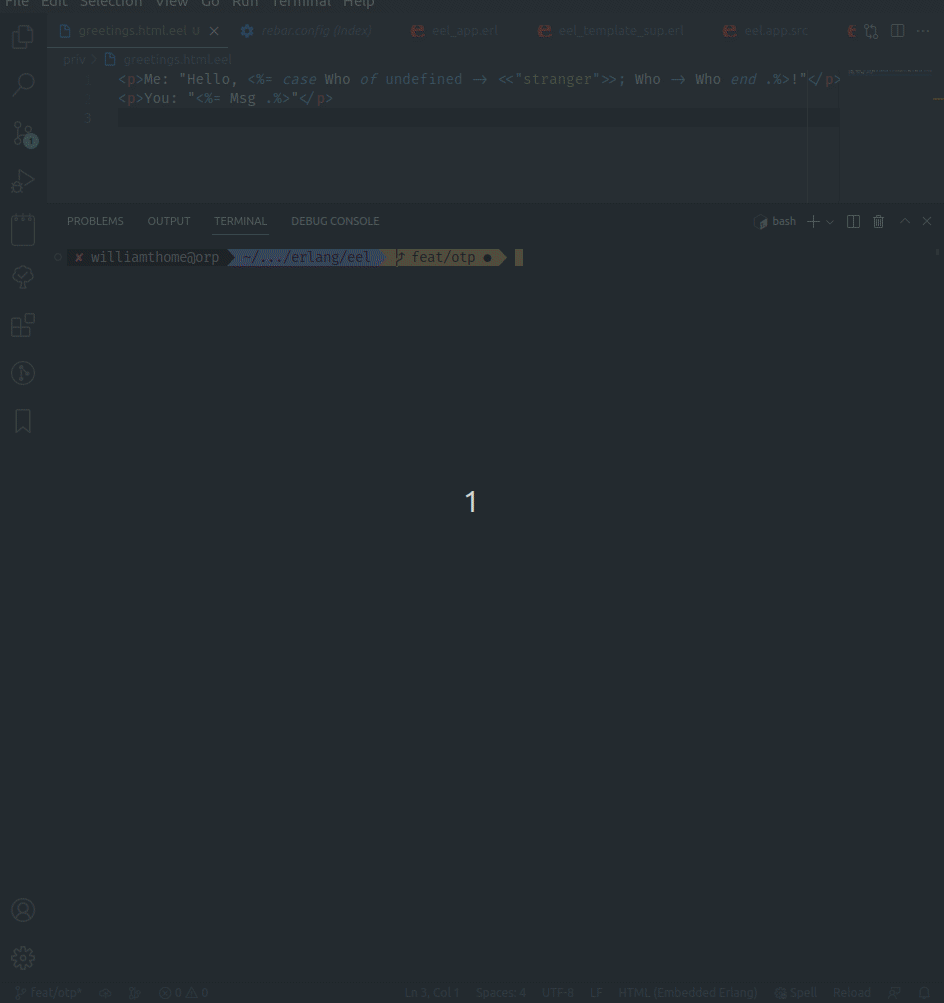 File Edit Selection View Go Run Terminal Help
greetings.html.eel U rebar.config (Index) eel_app.erl eel_template_sup.erl eel.app.src
priv > greetings.html.eel
<p>Me: "Hello, <%= case Who of undefined -> <<"stranger">>; Who -> Who end .%>!"</p>
<p>You: "<%= Msg .%>"</p>
3
1
PROBLEMS OUTPUT TERMINAL DEBUG CONSOLE bash
✘ williamthome@orp ~/.../erlang/eel feat/otp ●
1
feat/otp* 0 0 Ln 3, Col 1 Spaces: 4 UTF-8 LF HTML (Embedded Erlang) Spell Reload